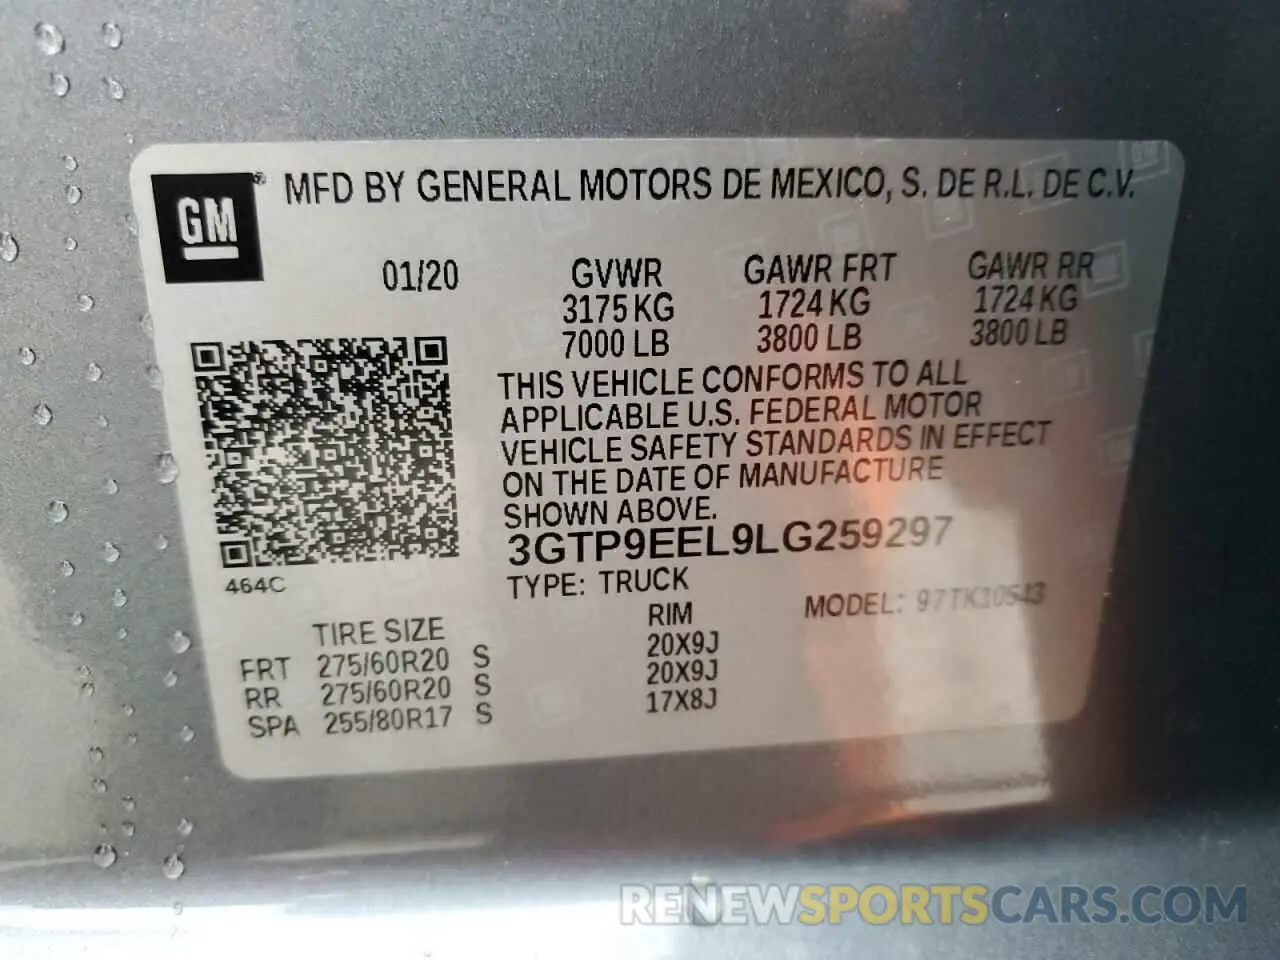 GM ® MFD BY GENERAL MOTORS DE MEXICO, S. DE R.L. DE C.V.
01/20 GVWR GAWR FRT GAWR RR
3175 KG 1724 KG 1724 KG
7000 LB 3800 LB 3800 LB
THIS VEHICLE CONFORMS TO ALL
APPLICABLE U.S. FEDERAL MOTOR
VEHICLE SAFETY STANDARDS IN EFFECT
ON THE DATE OF MANUFACTURE
SHOWN ABOVE.
3GTP9EEL9LG259297
464C TYPE: TRUCK MODEL: 97TK10543
TIRE SIZE RIM
FRT 275/60R20 S 20X9J
RR 275/60R20 S 20X9J
SPA 255/80R17 S 17X8J
RENEWSPORTSCARS.COM